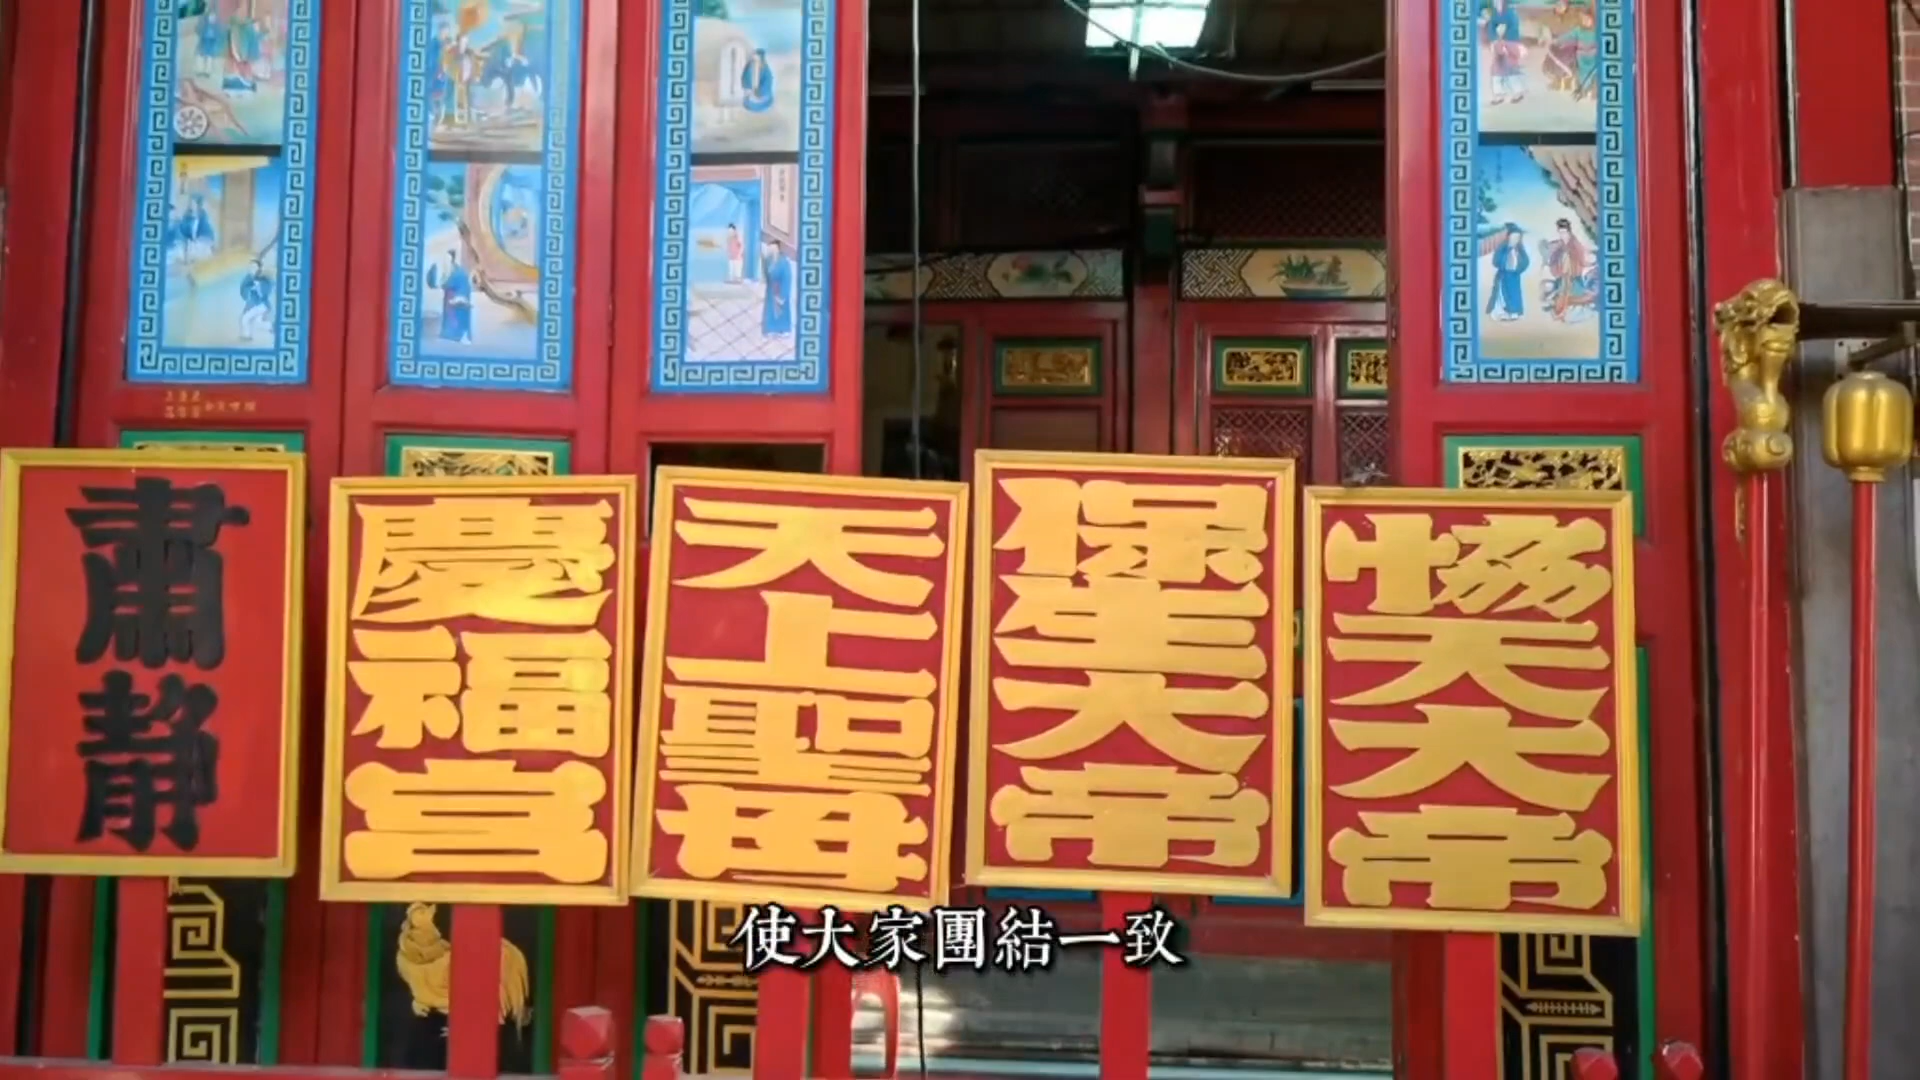 肅靜
慶福宮
天上聖母
保生大帝
協天大帝
使大家團結一致